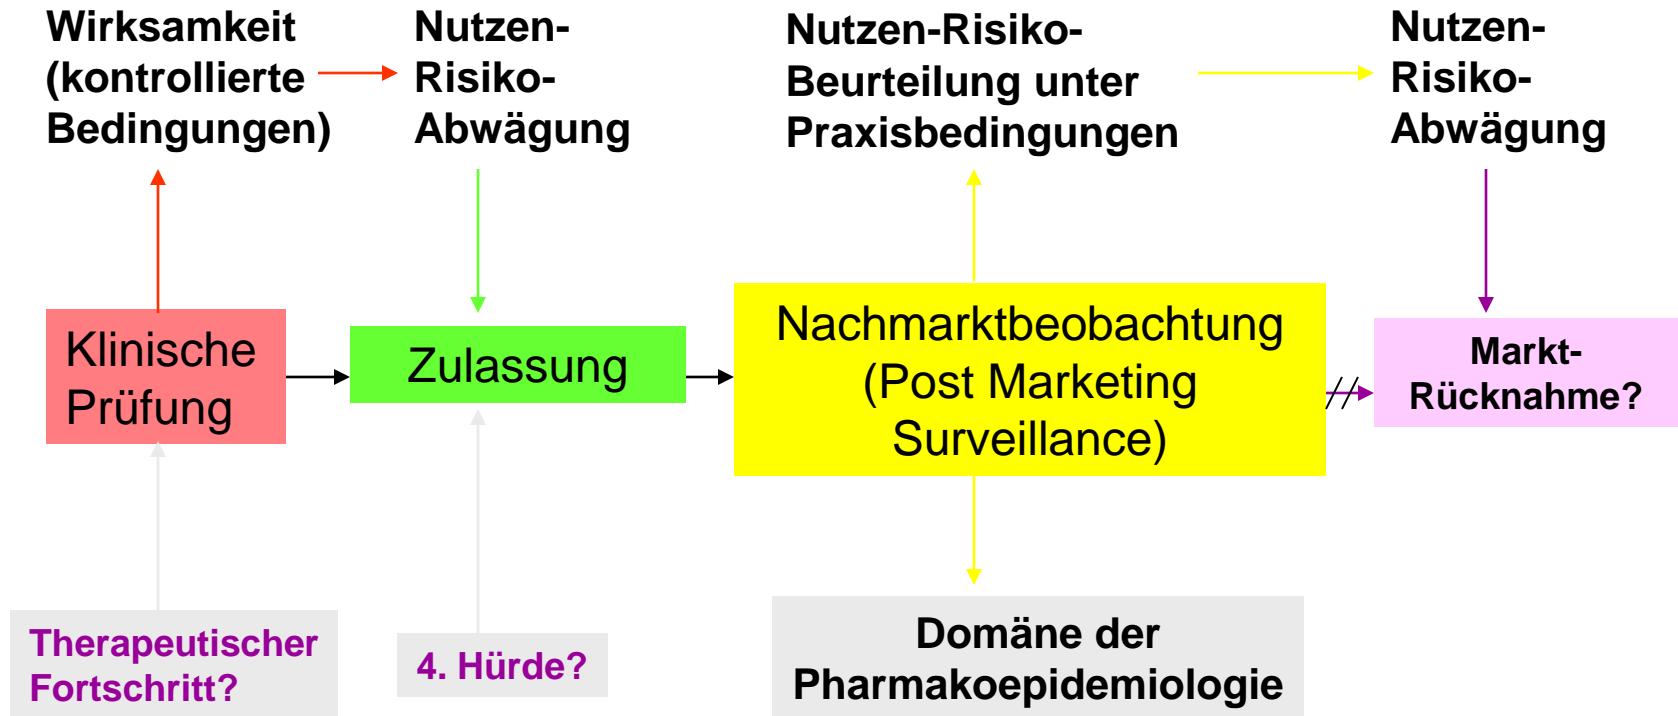 Wirksamkeit
(kontrollierte
Bedingungen)
Nutzen-
Risiko-
Abwägung
Nutzen-Risiko-
Beurteilung unter
Praxisbedingungen
Nutzen-
Risiko-
Abwägung
Klinische
Prüfung
Zulassung
Nachmarktbeobachtung
(Post Marketing
Surveillance)
Markt-
Rücknahme?
Therapeutischer
Fortschritt?
4. Hürde?
Domäne der
Pharmakoepidemiologie